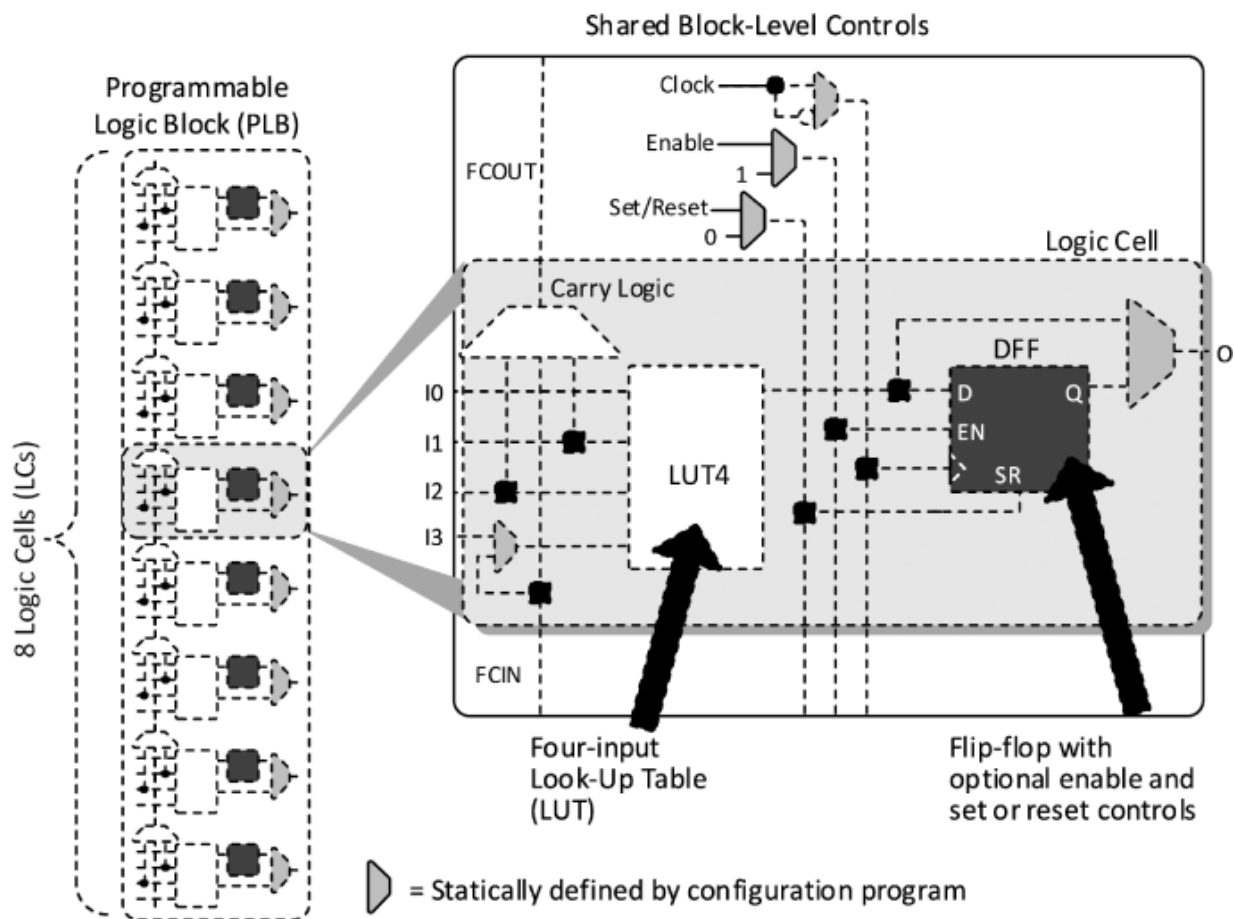 Shared Block-Level Controls
Programmable
Logic Block (PLB)
8 Logic Cells (LCs)
Clock
Enable
1
Set/Reset
0
FCOUT
Logic Cell
Carry Logic
DFF
O
I0
D
Q
I1
EN
LUT4
I2
SR
I3
FCIN
Four-input
Look-Up Table
(LUT)
Flip-flop with
optional enable and
set or reset controls
= Statically defined by configuration program